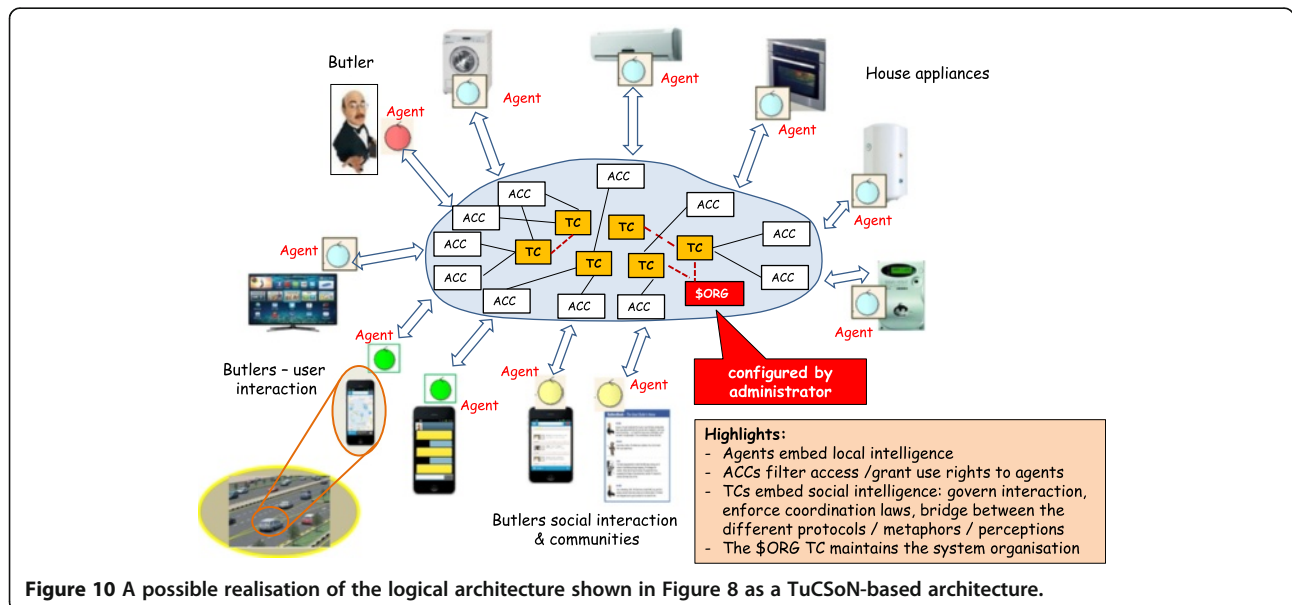 Butler
Agent
Agent
Agent
Agent
House appliances
Agent
Agent
Agent
ACC
ACC
ACC
ACC
ACC
ACC
ACC
ACC
ACC
ACC
ACC
ACC
TC
TC
TC
TC
TC
TC
$ORG
configured by
administrator
Agent
Butlers – user
interaction
Agent
Agent
Agent
Butlers social interaction
& communities
Highlights:
- Agents embed local intelligence
- ACCs filter access /grant use rights to agents
- TCs embed social intelligence: govern interaction,
enforce coordination laws, bridge between the
different protocols / metaphors / perceptions
- The $ORG TC maintains the system organisation
Figure 10 A possible realisation of the logical architecture shown in Figure 8 as a TuCSoN-based architecture.